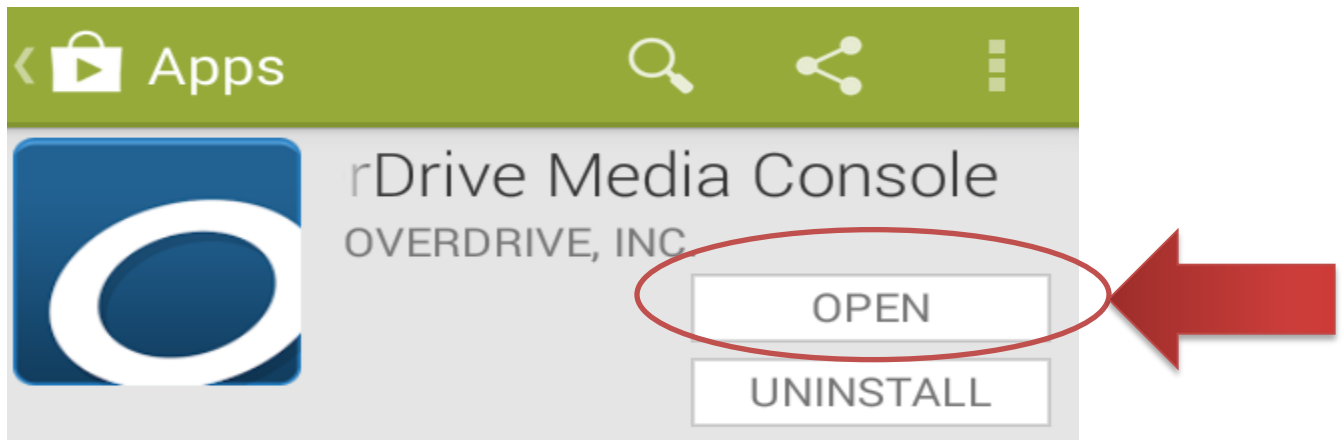 Apps
rDrive Media Console
OVERDRIVE, INC.
OPEN
UNINSTALL